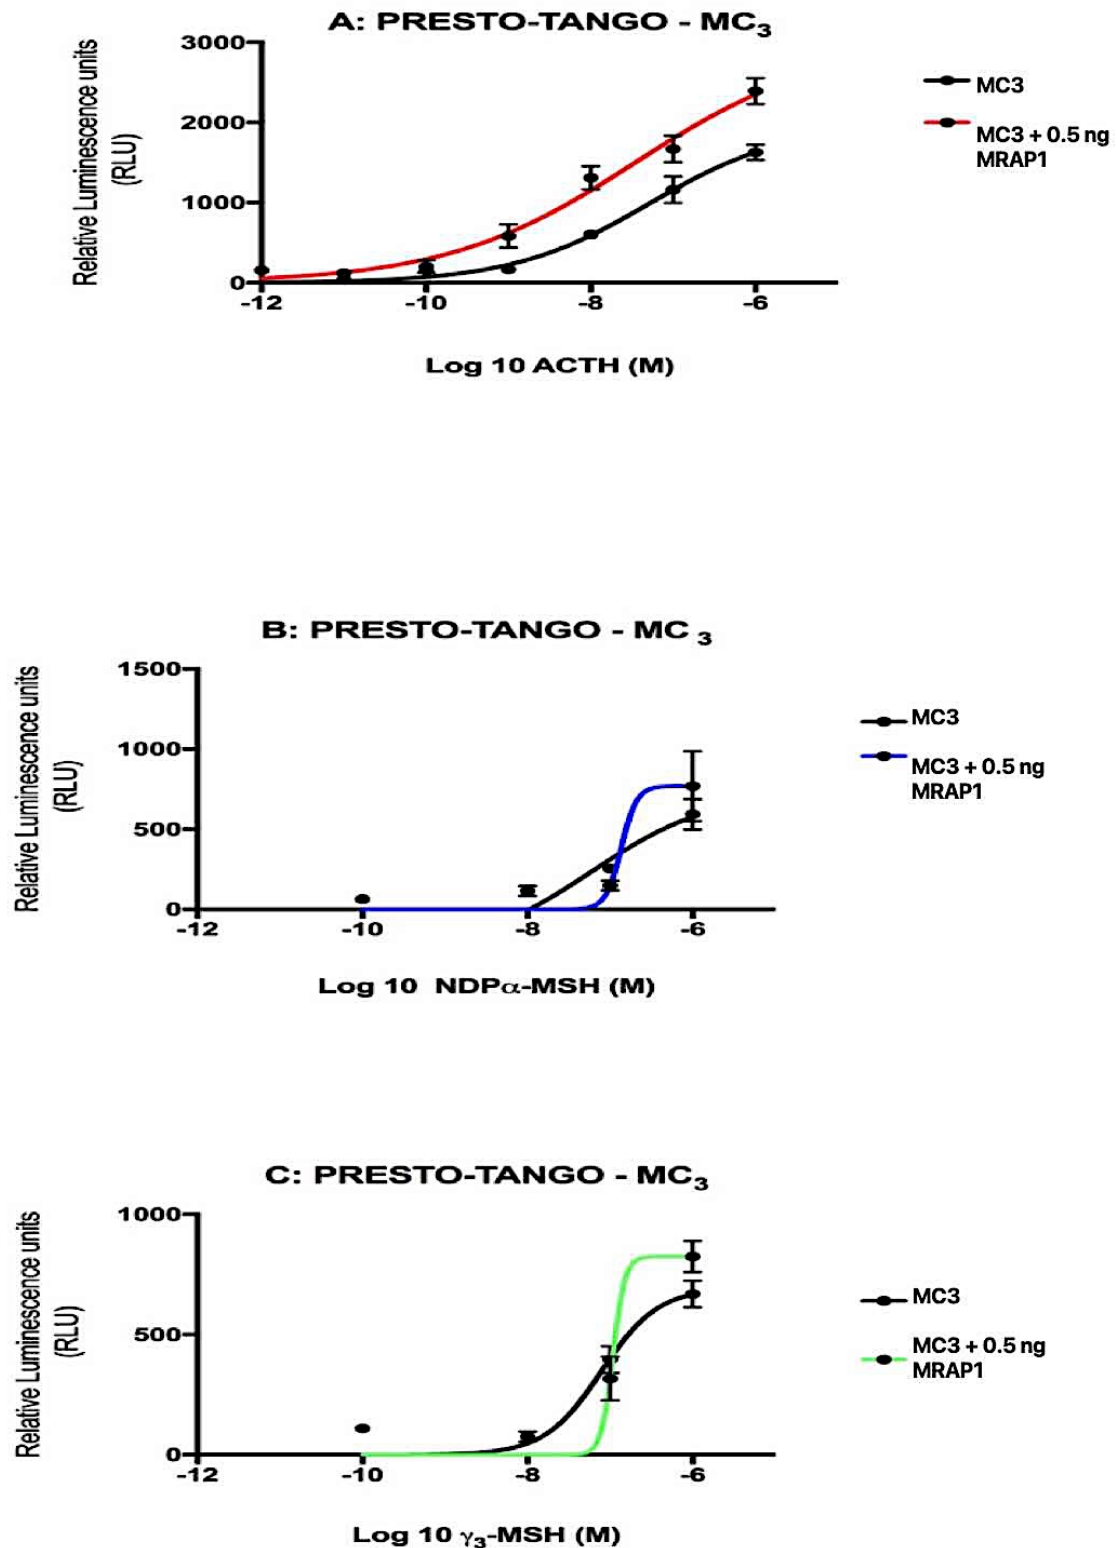 A: PRESTO-TANGO - MC3
3000
2000
1000
0
Relative Luminescence units
(RLU)
-12 -10 -8 -6
Log 10 ACTH (M)
MC3
MC3 + 0.5 ng
MRAP1
B: PRESTO-TANGO - MC 3
1500
1000
500
0
Relative Luminescence units
(RLU)
-12 -10 -8 -6
Log 10 NDPα-MSH (M)
MC3
MC3 + 0.5 ng
MRAP1
C: PRESTO-TANGO - MC3
1000
500
0
Relative Luminescence units
(RLU)
-12 -10 -8 -6
Log 10 γ3-MSH (M)
MC3
MC3 + 0.5 ng
MRAP1